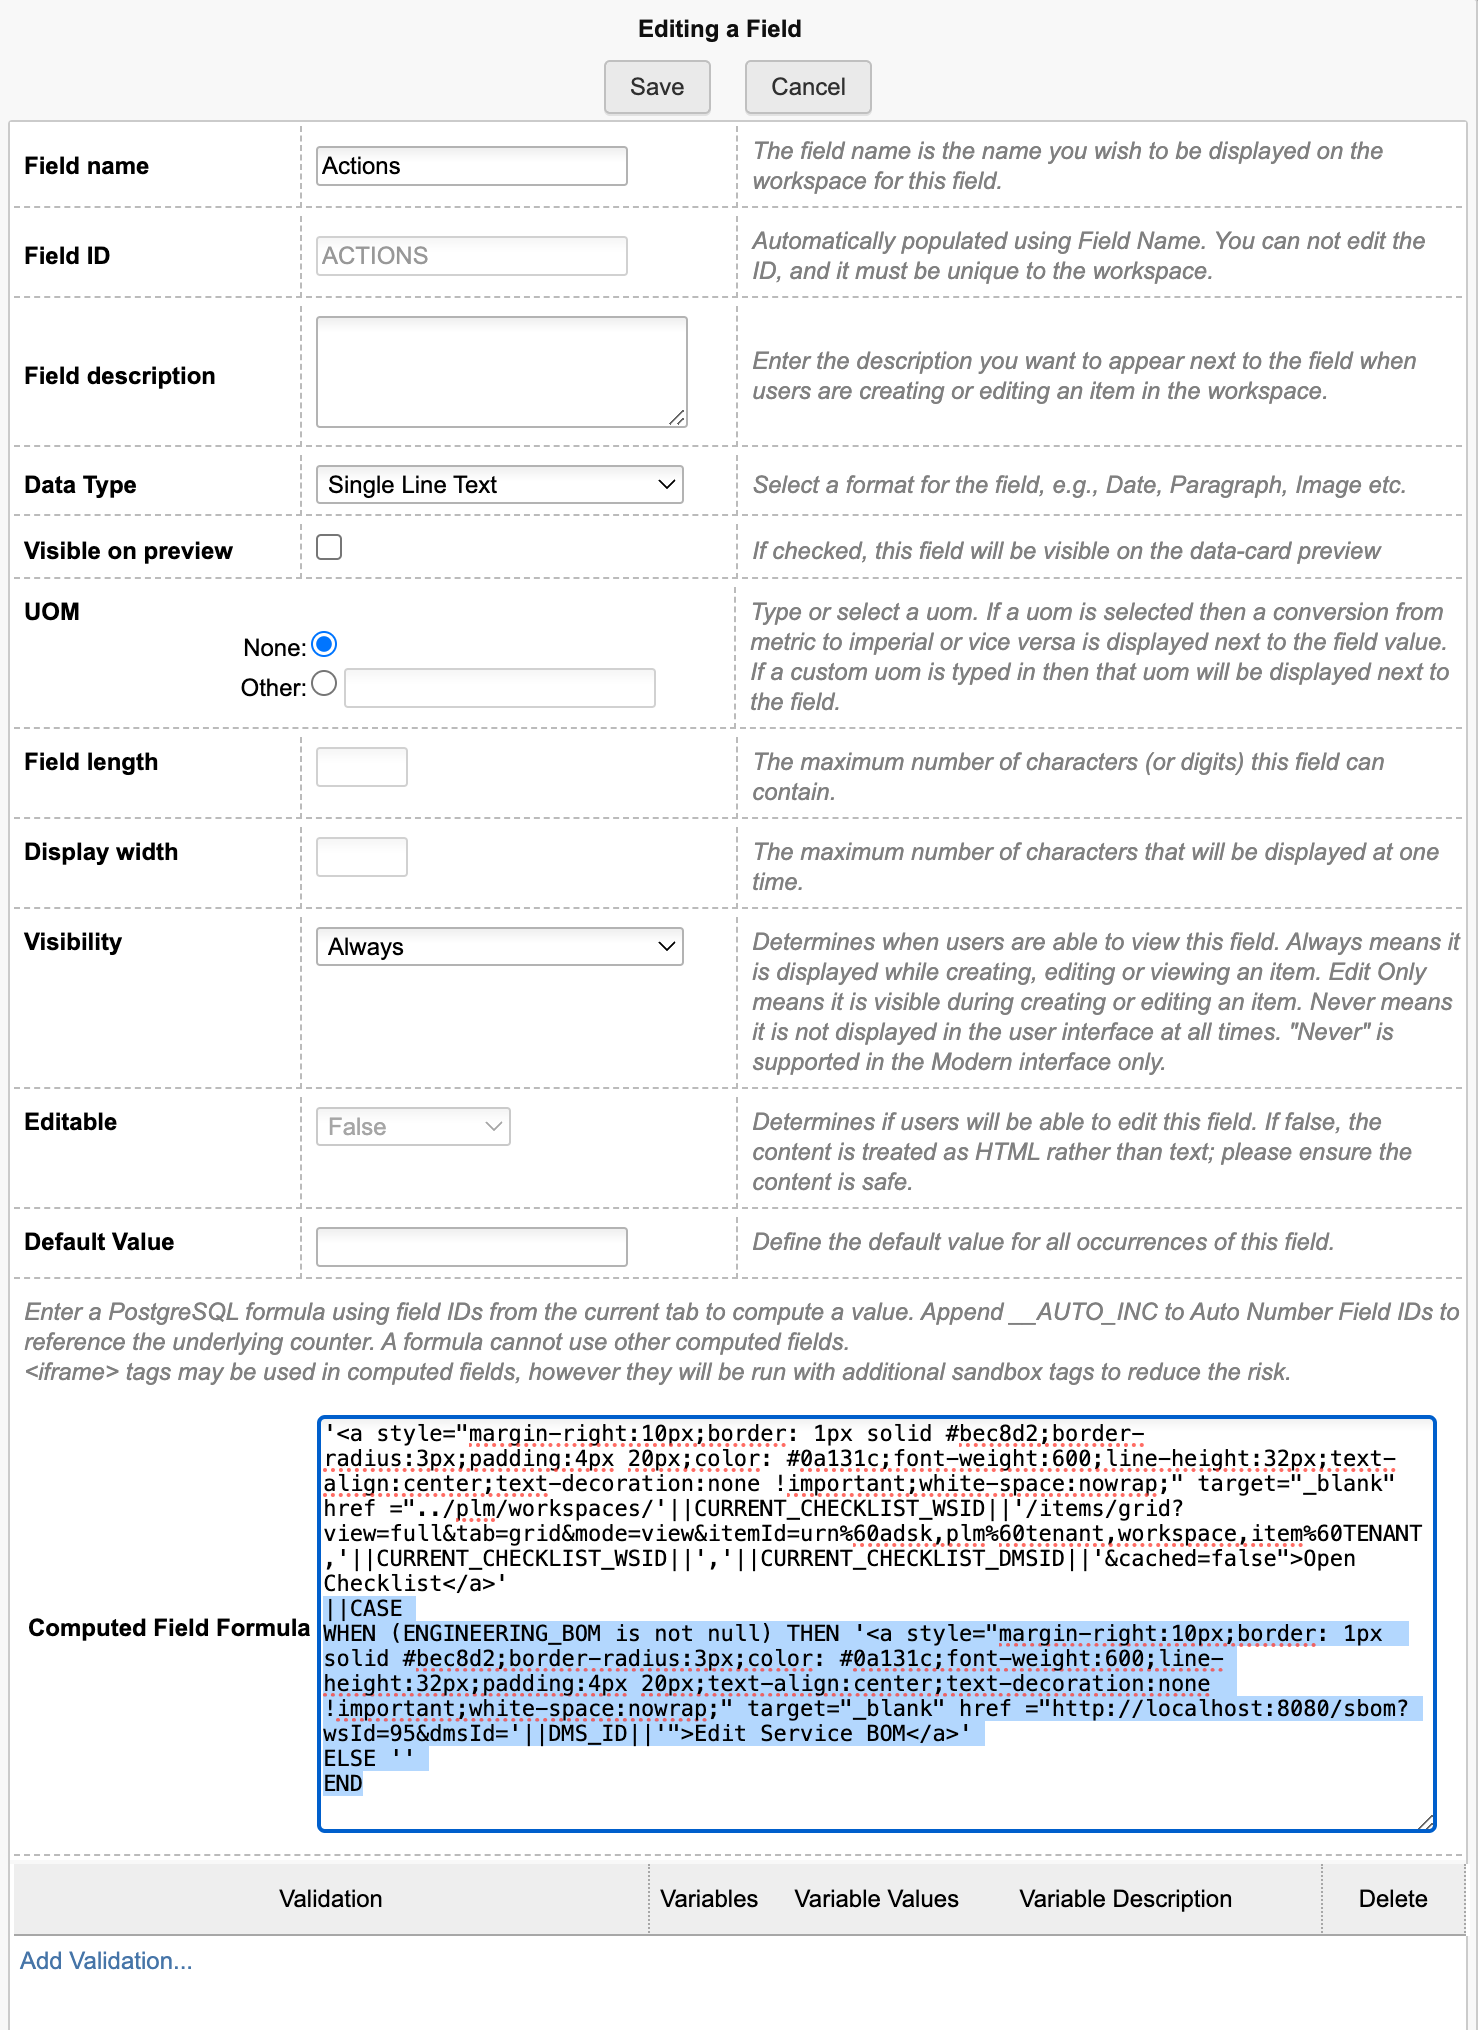 Editing a Field
Save
Cancel
Field name
Actions
The field name is the name you wish to be displayed on the
workspace for this field.
Field ID
ACTIONS
Automatically populated using Field Name. You can not edit the
ID, and it must be unique to the workspace.
Field description
Enter the description you want to appear next to the field when
users are creating or editing an item in the workspace.
Data Type
Single Line Text
Select a format for the field, e.g., Date, Paragraph, Image etc.
Visible on preview
If checked, this field will be visible on the data-card preview
UOM
None:
Other:
Type or select a uom. If a uom is selected then a conversion from
metric to imperial or vice versa is displayed next to the field value.
If a custom uom is typed in then that uom will be displayed next to
the field.
Field length
The maximum number of characters (or digits) this field can
contain.
Display width
The maximum number of characters that will be displayed at one
time.
Visibility
Always
Determines when users are able to view this field. Always means it
is displayed while creating, editing or viewing an item. Edit Only
means it is visible during creating or editing an item. Never means
it is not displayed in the user interface at all times. "Never" is
supported in the Modern interface only.
Editable
False
Determines if users will be able to edit this field. If false, the
content is treated as HTML rather than text; please ensure the
content is safe.
Default Value
Define the default value for all occurrences of this field.
Enter a PostgreSQL formula using field IDs from the current tab to compute a value. Append __AUTO_INC to Auto Number Field IDs to
reference the underlying counter. A formula cannot use other computed fields.
<iframe> tags may be used in computed fields, however they will be run with additional sandbox tags to reduce the risk.
Computed Field Formula
'<a style="margin-right:10px;border: 1px solid #bec8d2;border-
radius:3px;padding:4px 20px;color: #0a131c;font-weight:600;line-height:32px;text-
align:center;text-decoration:none !important;white-space:nowrap;" target="_blank"
href ="../plm/workspaces/'||CURRENT_CHECKLIST_WSID||'/items/grid?
view=full&tab=grid&mode=view&itemId=urn%60adsk,plm%60tenant,workspace,item%60TENANT
,'||CURRENT_CHECKLIST_WSID||','||CURRENT_CHECKLIST_DMSID||'&cached=false">Open
Checklist</a>'
||CASE
WHEN (ENGINEERING_BOM is not null) THEN '<a style="margin-right:10px;border: 1px
solid #bec8d2;border-radius:3px;color: #0a131c;font-weight:600;line-
height:32px;padding:4px 20px;text-align:center;text-decoration:none
!important;white-space:nowrap;" target="_blank" href ="http://localhost:8080/sbom?
wsId=95&dmsId='||DMS_ID||'">Edit Service BOM</a>'
ELSE ''
END
Validation
Variables
Variable Values
Variable Description
Delete
Add Validation...